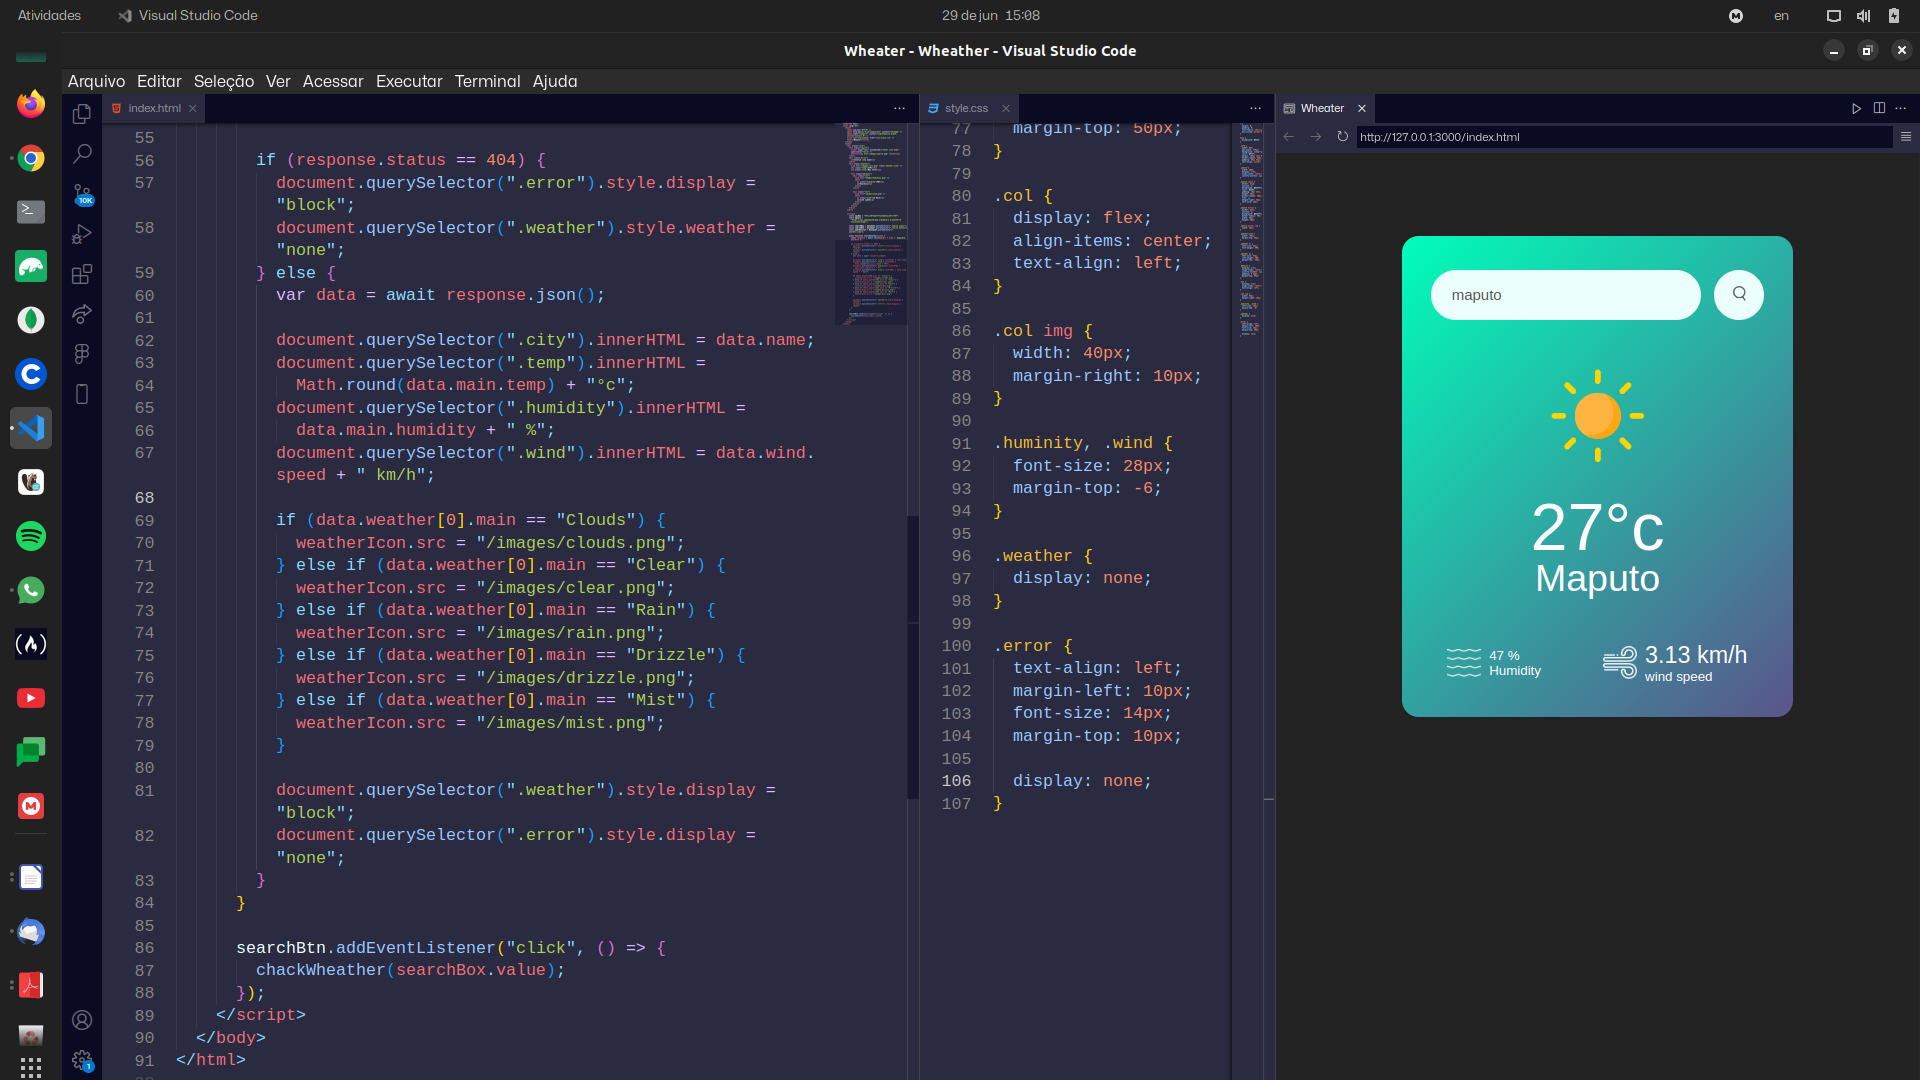 Atividades
Visual Studio Code
29 de jun 15:08
en
Wheater - Wheather - Visual Studio Code
Arquivo Editar Seleção Ver Acessar Executar Terminal Ajuda
index.html
55
56 if (response.status == 404) {
57 document.querySelector(".error").style.display =
"block";
58 document.querySelector(".weather").style.weather =
"none";
59 } else {
60 var data = await response.json();
61
62 document.querySelector(".city").innerHTML = data.name;
63 document.querySelector(".temp").innerHTML =
64 Math.round(data.main.temp) + "°c";
65 document.querySelector(".humidity").innerHTML =
66 data.main.humidity + " %";
67 document.querySelector(".wind").innerHTML = data.wind.
speed + " km/h";
68
69 if (data.weather[0].main == "Clouds") {
70 weatherIcon.src = "/images/clouds.png";
71 } else if (data.weather[0].main == "Clear") {
72 weatherIcon.src = "/images/clear.png";
73 } else if (data.weather[0].main == "Rain") {
74 weatherIcon.src = "/images/rain.png";
75 } else if (data.weather[0].main == "Drizzle") {
76 weatherIcon.src = "/images/drizzle.png";
77 } else if (data.weather[0].main == "Mist") {
78 weatherIcon.src = "/images/mist.png";
79 }
80
81 document.querySelector(".weather").style.display =
"block";
82 document.querySelector(".error").style.display =
"none";
83 }
84 }
85
86 searchBtn.addEventListener("click", () => {
87 chackWheather(searchBox.value);
88 });
89 </script>
90 </body>
91 </html>
style.css
77 margin-top: 50px;
78 }
79
80 .col {
81 display: flex;
82 align-items: center;
83 text-align: left;
84 }
85
86 .col img {
87 width: 40px;
88 margin-right: 10px;
89 }
90
91 .huminity, .wind {
92 font-size: 28px;
93 margin-top: -6;
94 }
95
96 .weather {
97 display: none;
98 }
99
100 .error {
101 text-align: left;
102 margin-left: 10px;
103 font-size: 14px;
104 margin-top: 10px;
105
106 display: none;
107 }
Wheater
http://127.0.0.1:3000/index.html
maputo
27°c
Maputo
47 %
Humidity
3.13 km/h
wind speed
10K
1